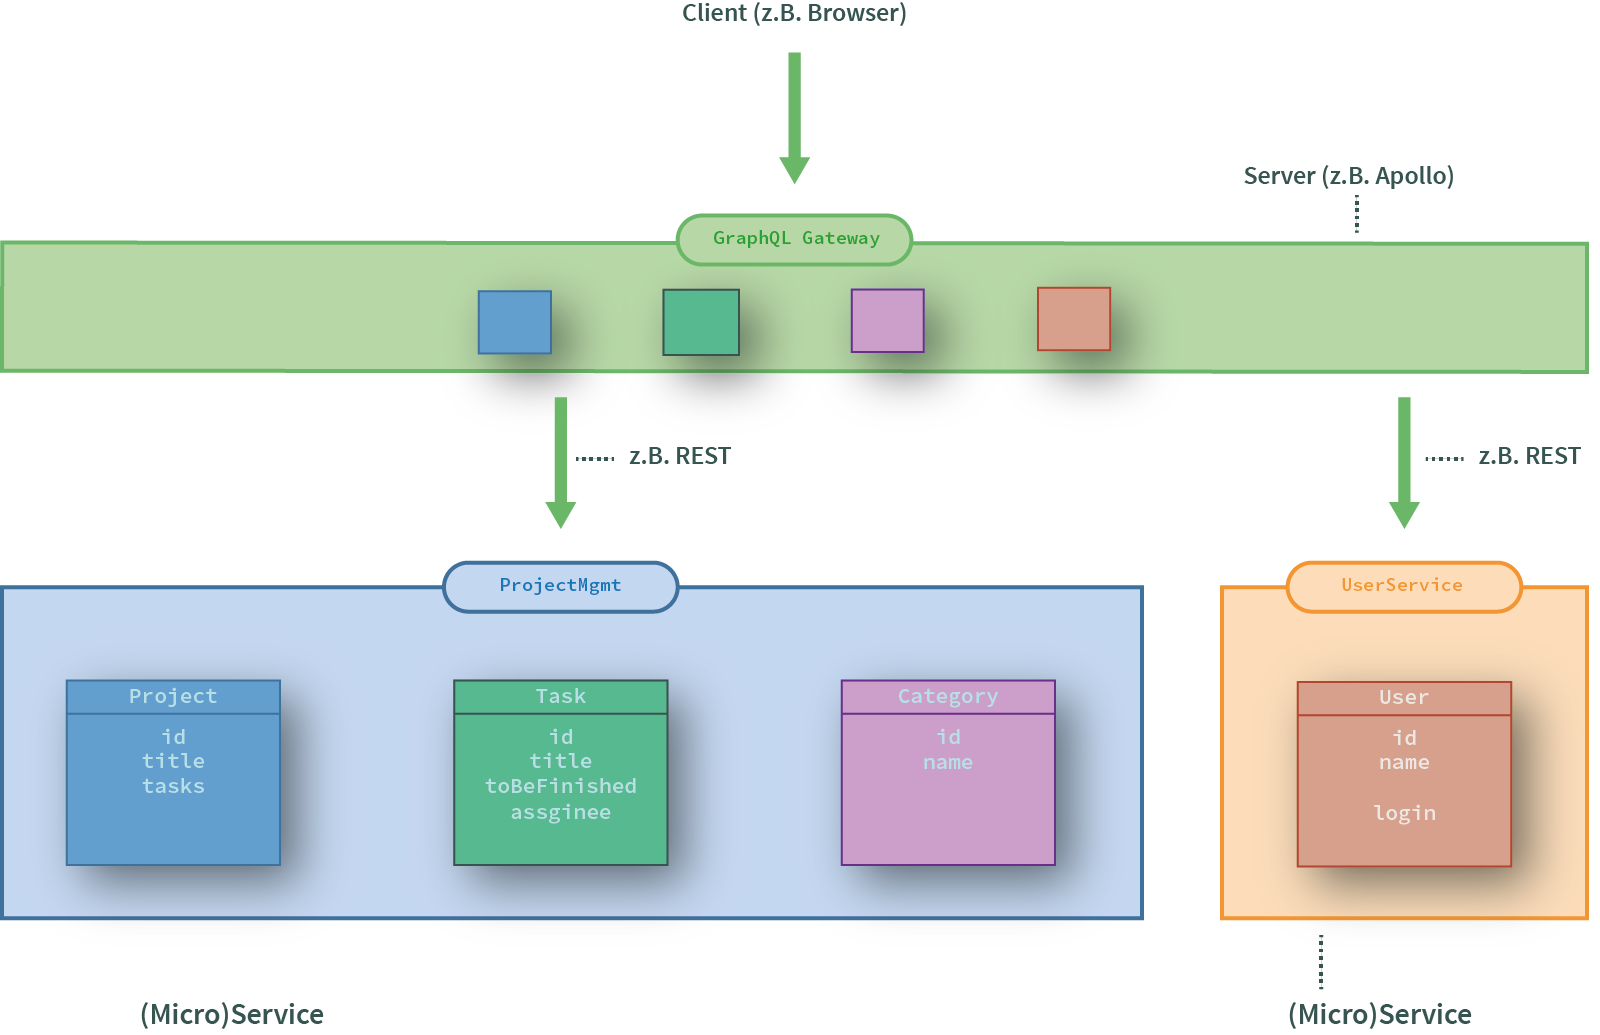 Client (z.B. Browser)
Server (z.B. Apollo)
GraphQL Gateway
z.B. REST
z.B. REST
ProjectMgmt
UserService
Project
id
title
tasks
Task
id
title
toBeFinished
assginee
Category
id
name
User
id
name
login
(Micro)Service
(Micro)Service